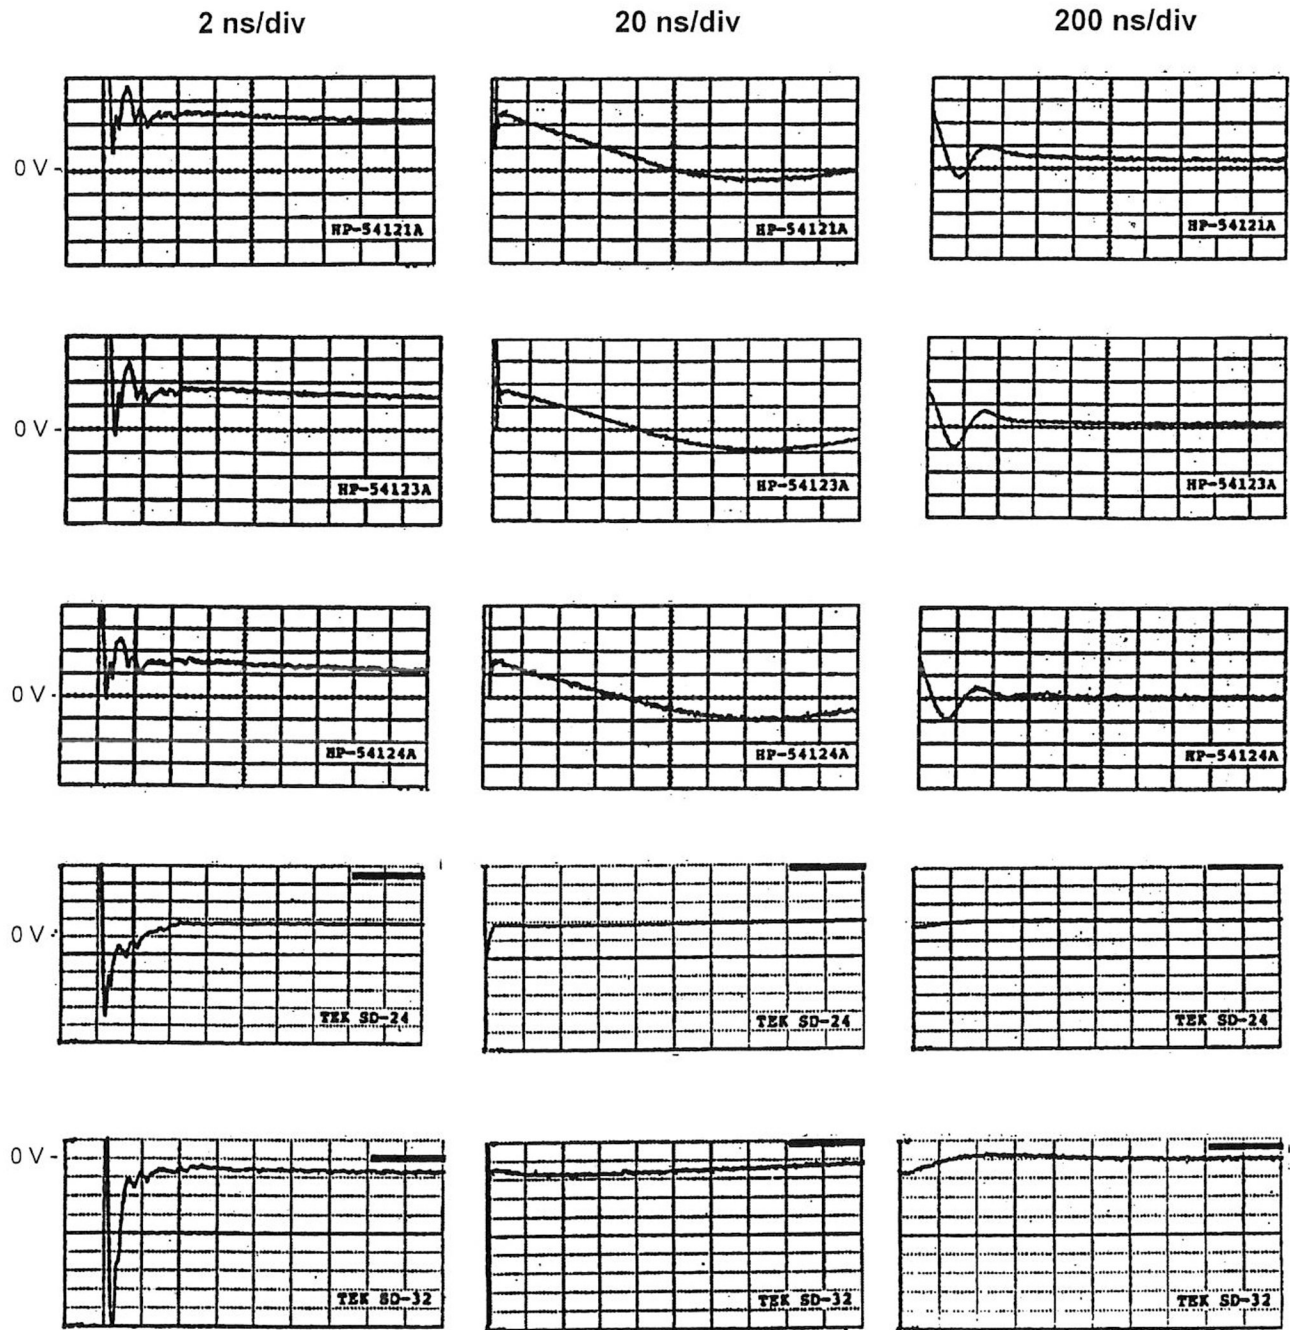 2 ns/div 20 ns/div 200 ns/div
0 V - HP-54121A HP-54121A HP-54121A
0 V - HP-54123A HP-54123A HP-54123A
0 V - HP-54124A HP-54124A HP-54124A
0 V - TEK SD-24 TEK SD-24 TEK SD-24
0 V - TEK SD-32 TEK SD-32 TEK SD-32